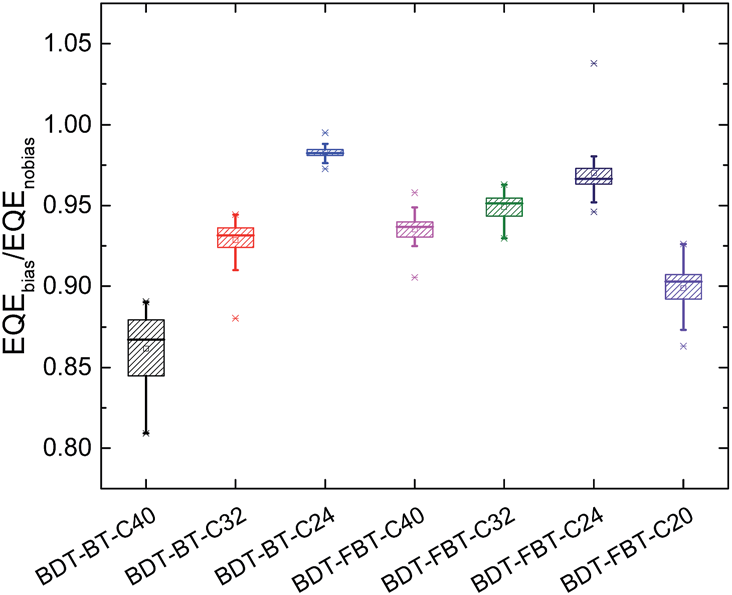 1.05
1.00
0.95
0.90
0.85
0.80
EQEbias/EQEnobias
BDT-BT-C40
BDT-BT-C32
BDT-BT-C24
BDT-FBT-C40
BDT-FBT-C32
BDT-FBT-C24
BDT-FBT-C20